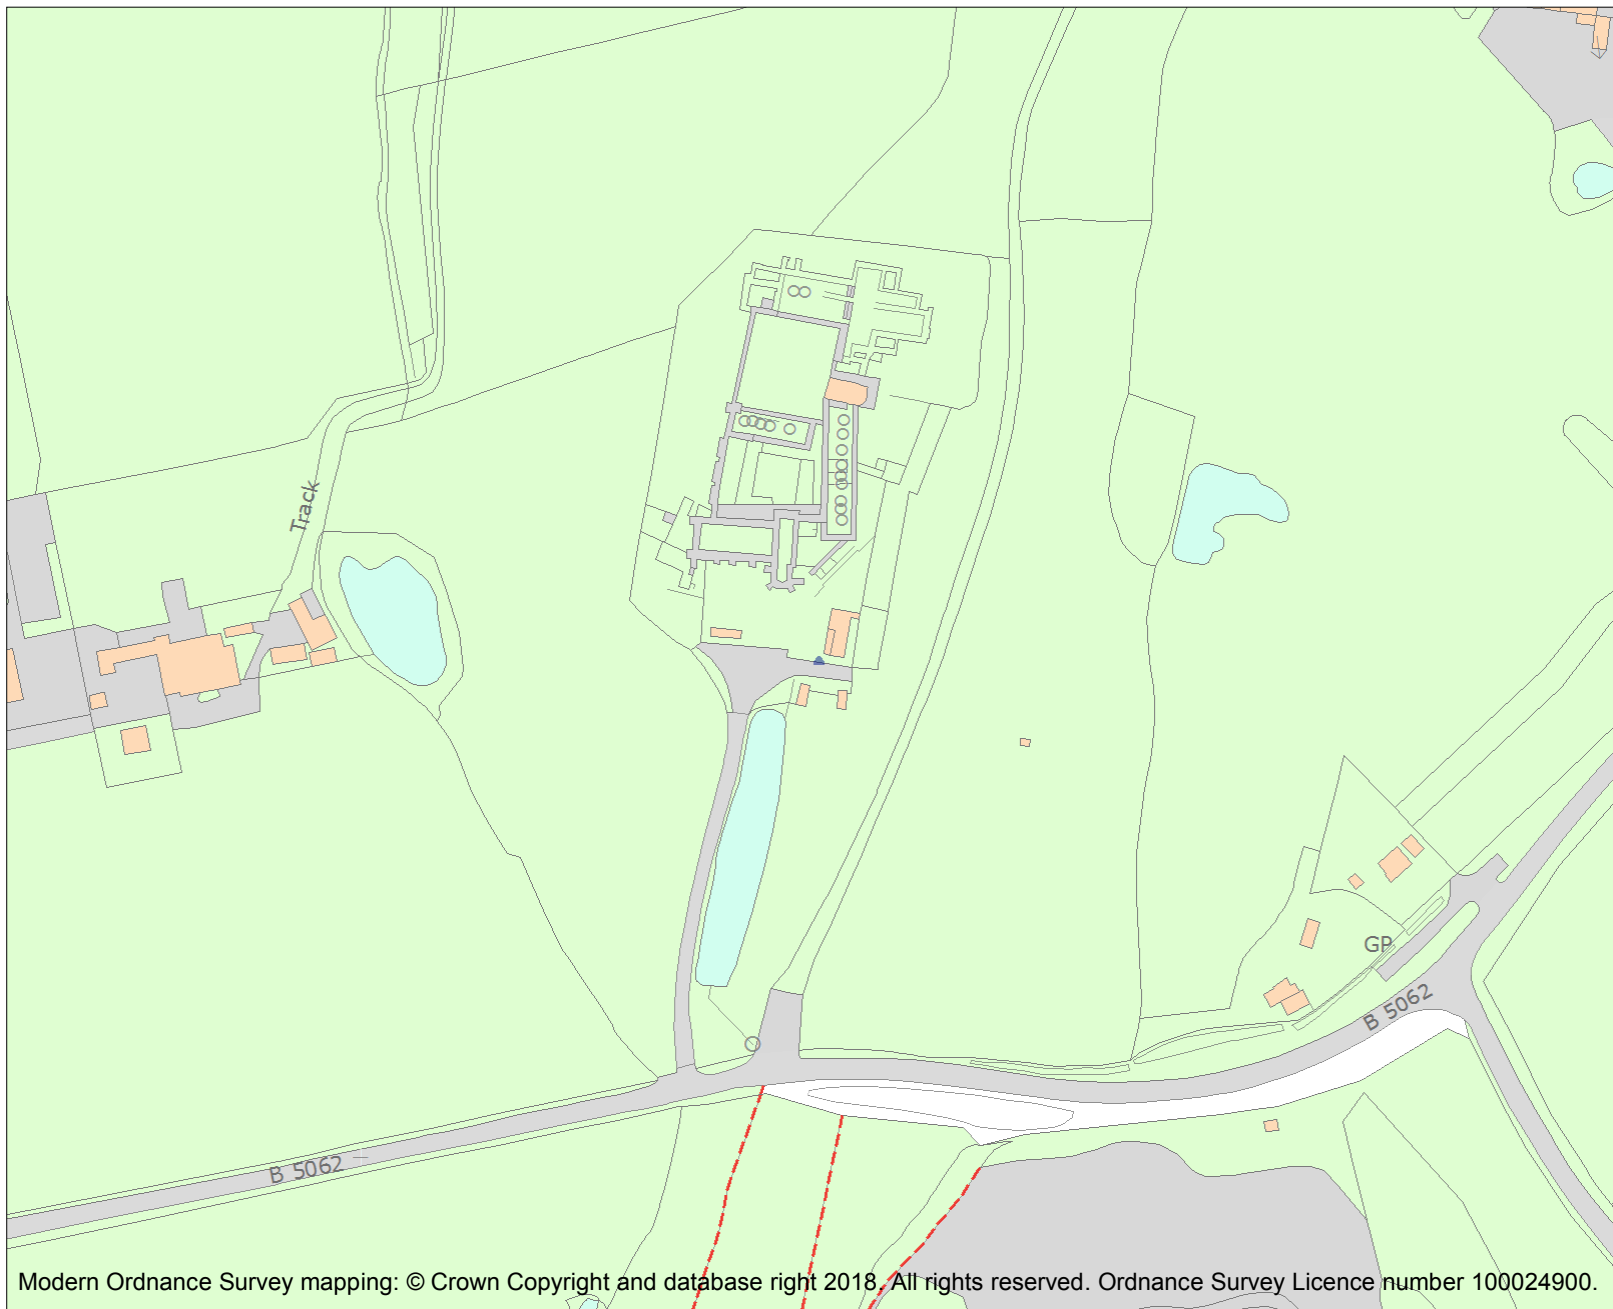 Track
GP
B 5062
B 5062
Modern Ordnance Survey mapping: © Crown Copyright and database right 2018. All rights reserved. Ordnance Survey Licence number 100024900.